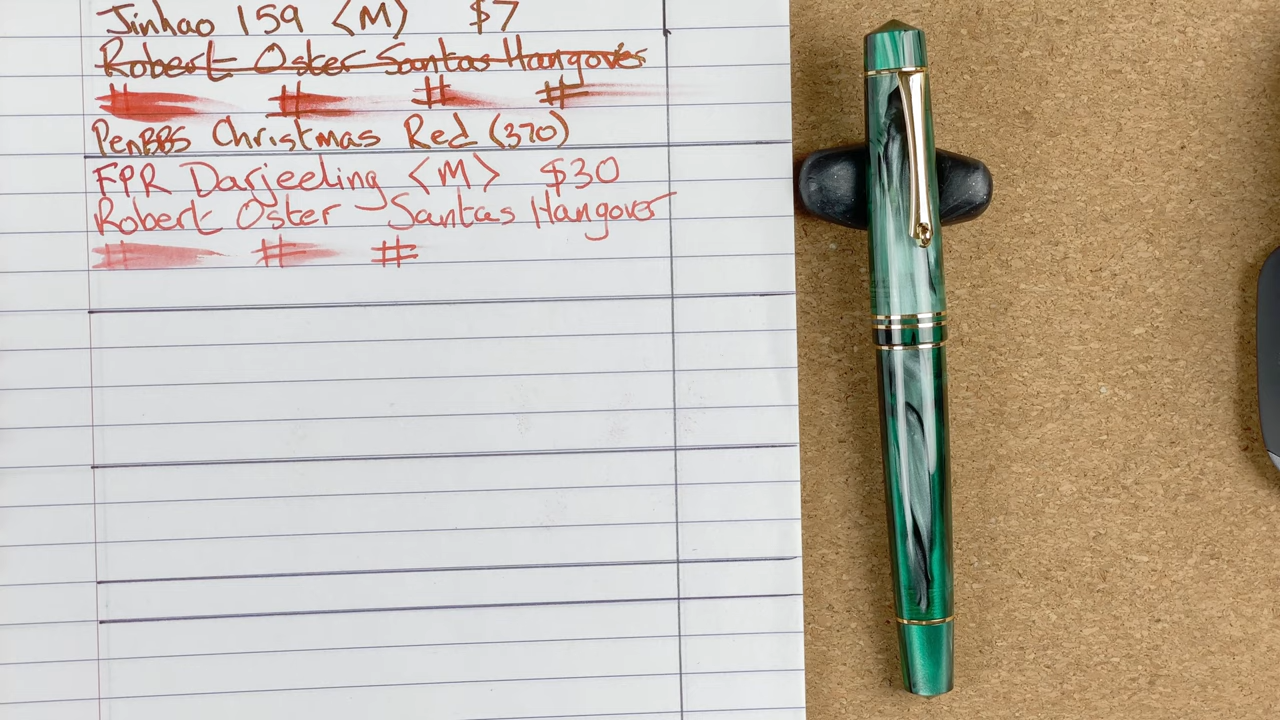 Jinhao 159 <M> $7
Robert Oster Santas Hangover
# # # #
PenBBS Christmas Red (370)
FPR Darjeeling <M> $30
Robert Oster Santas Hangover
# # #